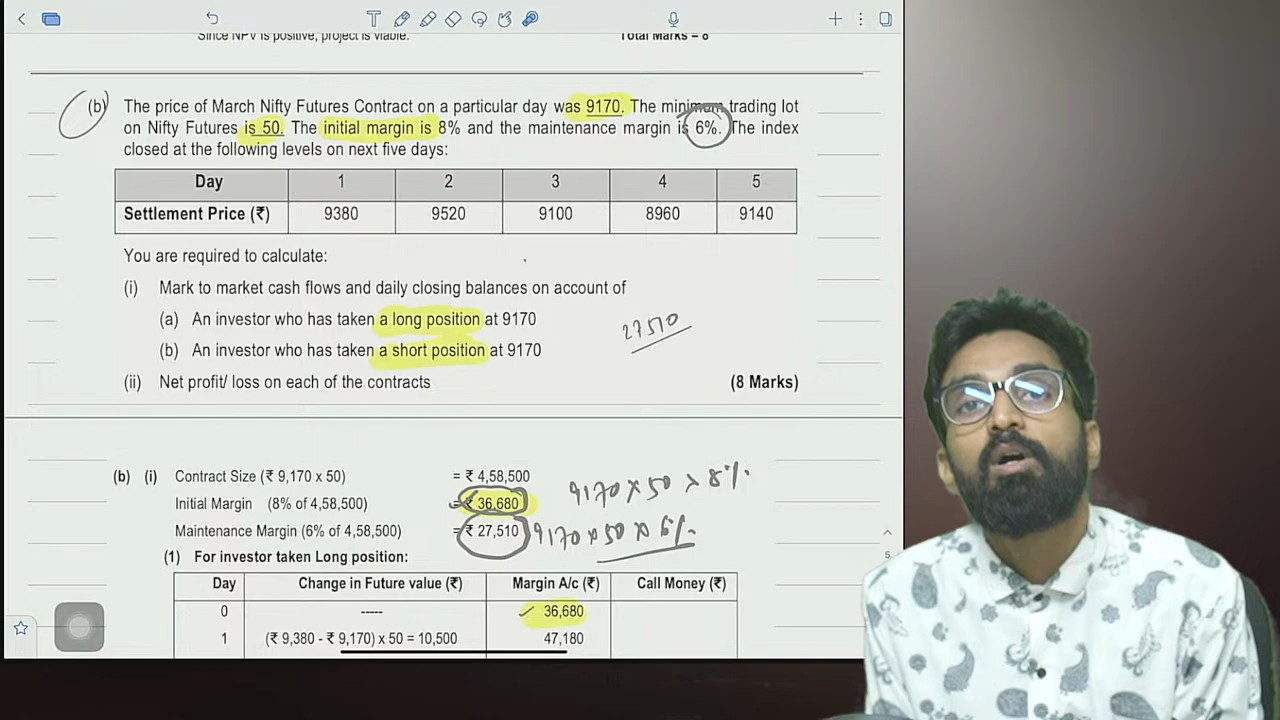 Since NPV is positive, project is viable. Total Marks = 8
(b) The price of March Nifty Futures Contract on a particular day was 9170. The minimum trading lot
on Nifty Futures is 50. The initial margin is 8% and the maintenance margin is 6%. The index
closed at the following levels on next five days:
Day 1 2 3 4 5
Settlement Price (₹) 9380 9520 9100 8960 9140
You are required to calculate:
(i) Mark to market cash flows and daily closing balances on account of
(a) An investor who has taken a long position at 9170
27510
(b) An investor who has taken a short position at 9170
(ii) Net profit/ loss on each of the contracts (8 Marks)
(b) (i) Contract Size (₹ 9,170 x 50) = ₹ 4,58,500
Initial Margin (8% of 4,58,500) = ₹ 36,680 9170 x 50 x 8%
Maintenance Margin (6% of 4,58,500) = ₹ 27,510 9170 x 50 x 6%
5
(1) For investor taken Long position:
Day Change in Future value (₹) Margin A/c (₹) Call Money (₹)
0 ----- 36,680
1 (₹ 9,380 - ₹ 9,170) x 50 = 10,500 47,180